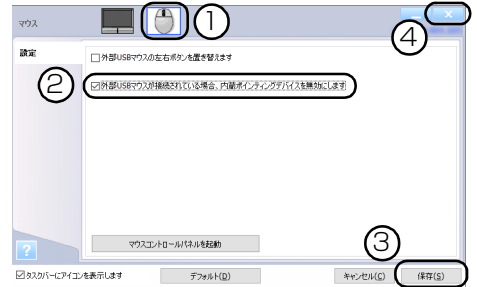 マウス
①
④
設定
□外部USBマウスの左右ボタンを置き替えます
②
☑外部USBマウスが接続されている場合、内蔵ポインティングデバイスを無効にします
?
マウスコントロールパネルを起動
③
☑タスクバーにアイコンを表示します
デフォルト(D)
キャンセル(C)
保存(S)